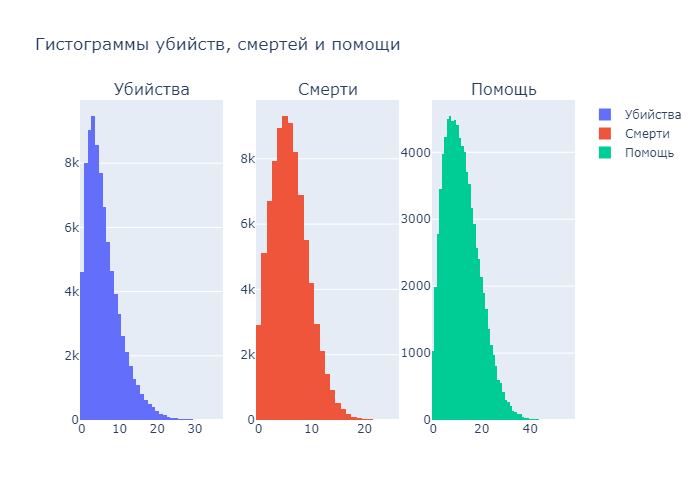 Гистограммы убийств, смертей и помощи
Убийства
Смерти
Помощь
Убийства
Смерти
Помощь
8k
6k
4k
2k
0
0 10 20 30
8k
6k
4k
2k
0
0 10 20
4000
3000
2000
1000
0
0 20 40